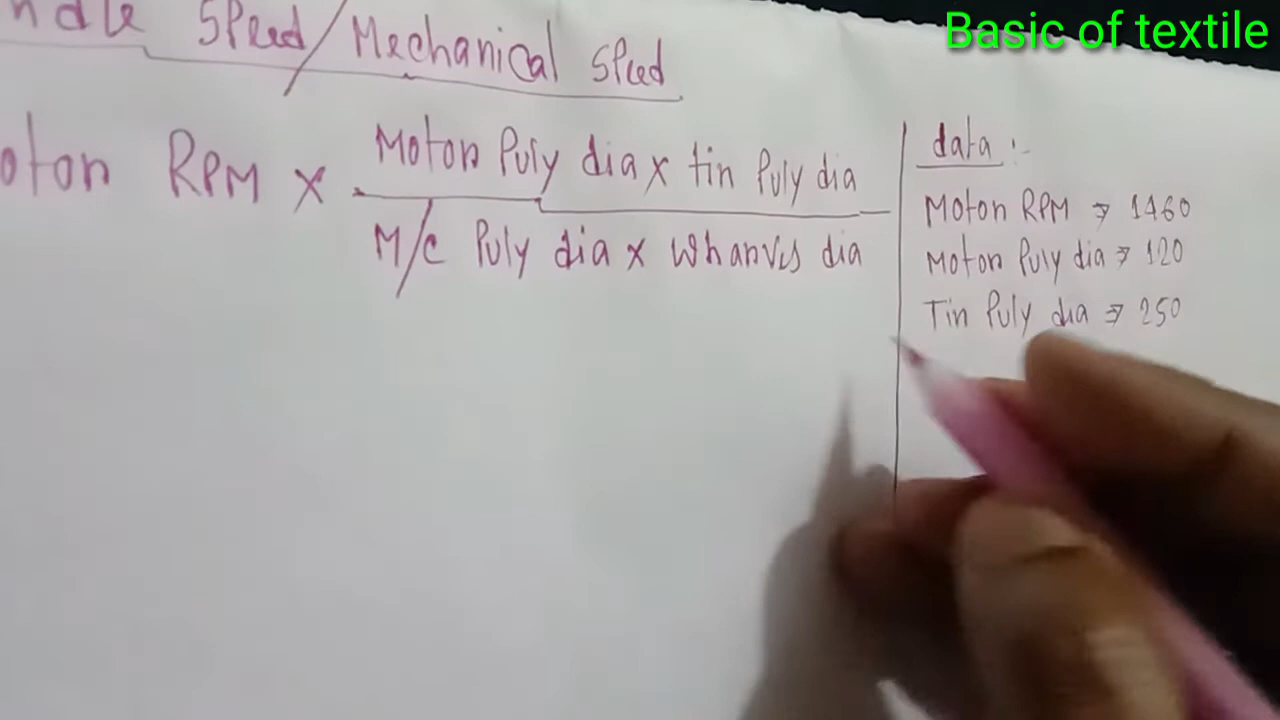 Basic of textile
ndle Speed/Mechanical Speed
oton RPM x Moton Puly dia x tin Puly dia
M/c Puly dia x Wharves dia
data :-
Moton RPM ⇒ 1460
Moton Puly dia ⇒ 120
Tin Puly dia ⇒ 250